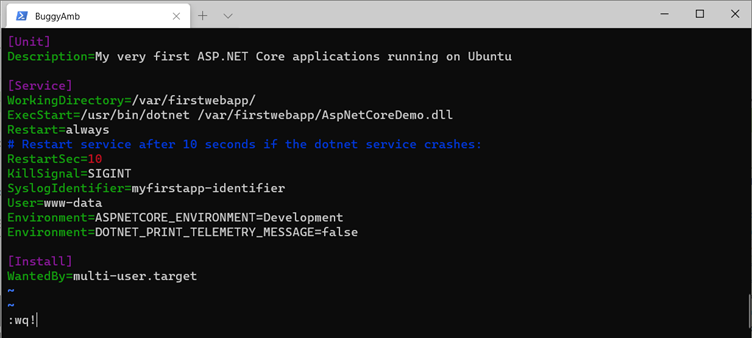 BuggyAmb
[Unit]
Description=My very first ASP.NET Core applications running on Ubuntu
[Service]
WorkingDirectory=/var/firstwebapp/
ExecStart=/usr/bin/dotnet /var/firstwebapp/AspNetCoreDemo.dll
Restart=always
# Restart service after 10 seconds if the dotnet service crashes:
RestartSec=10
KillSignal=SIGINT
SyslogIdentifier=myfirstapp-identifier
User=www-data
Environment=ASPNETCORE_ENVIRONMENT=Development
Environment=DOTNET_PRINT_TELEMETRY_MESSAGE=false
[Install]
WantedBy=multi-user.target
~
~
:wq!